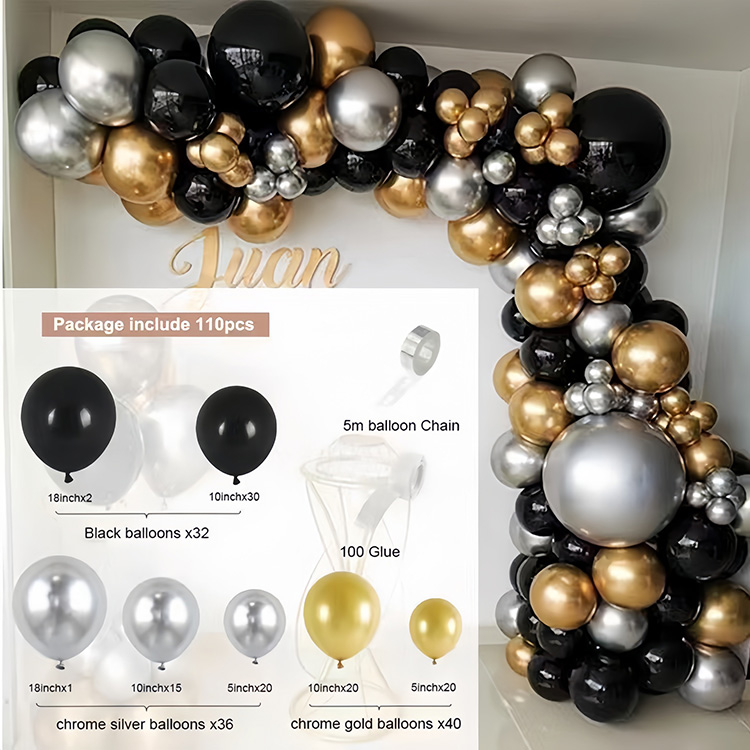 Juan
Package include 110pcs
5m balloon Chain
18inchx2
10inchx30
Black balloons x32
100 Glue
18inchx1
10inchx15
5inchx20
10inchx20
5inchx20
chrome silver balloons x36
chrome gold balloons x40